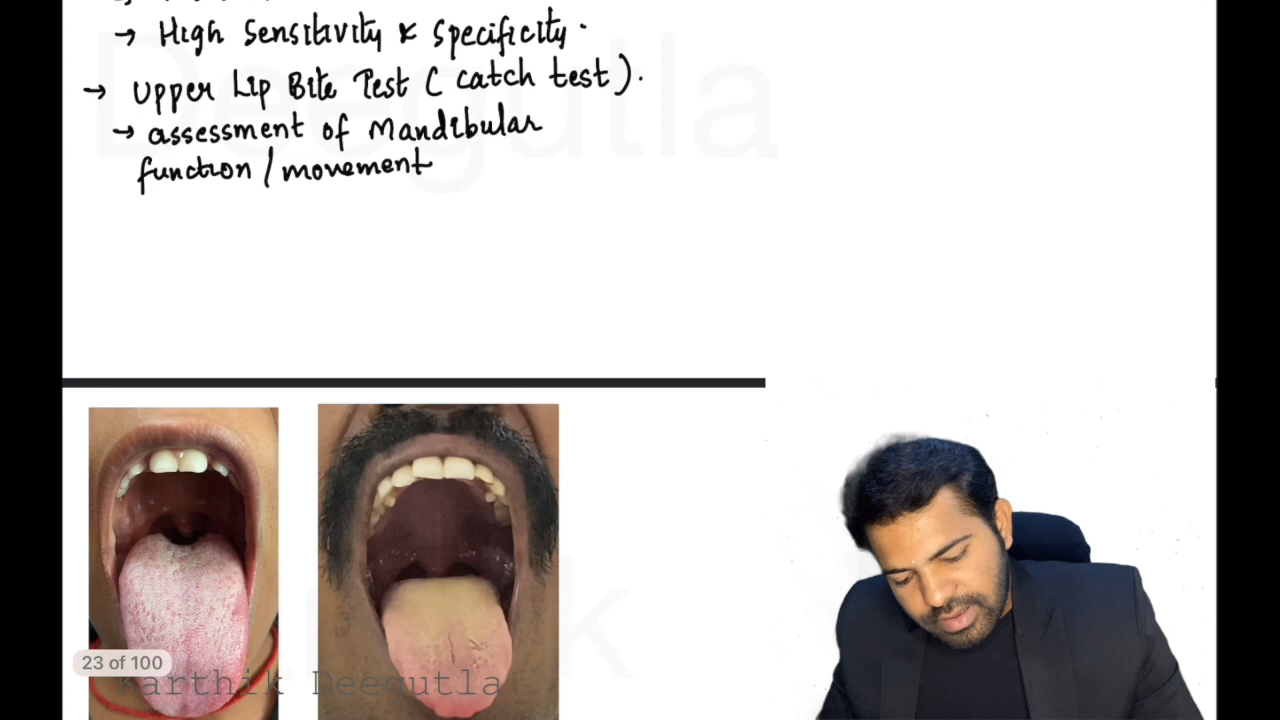 → High Sensitivity & Specificity.
→ Upper Lip Bite Test ( catch test ).
→ assessment of Mandibular
function / movement
Deegutla
k
23 of 100
Karthik Deegutla